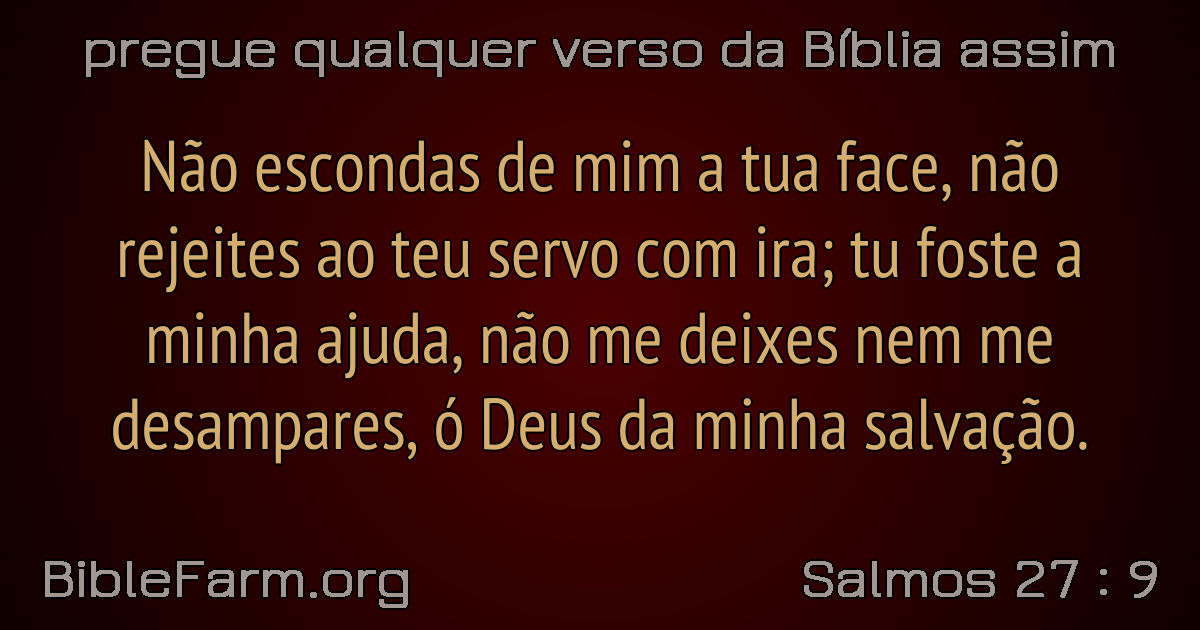 pregue qualquer verso da Bíblia assim
Não escondas de mim a tua face, não
rejeites ao teu servo com ira; tu foste a
minha ajuda, não me deixes nem me
desampares, ó Deus da minha salvação.
BibleFarm.org
Salmos 27 : 9